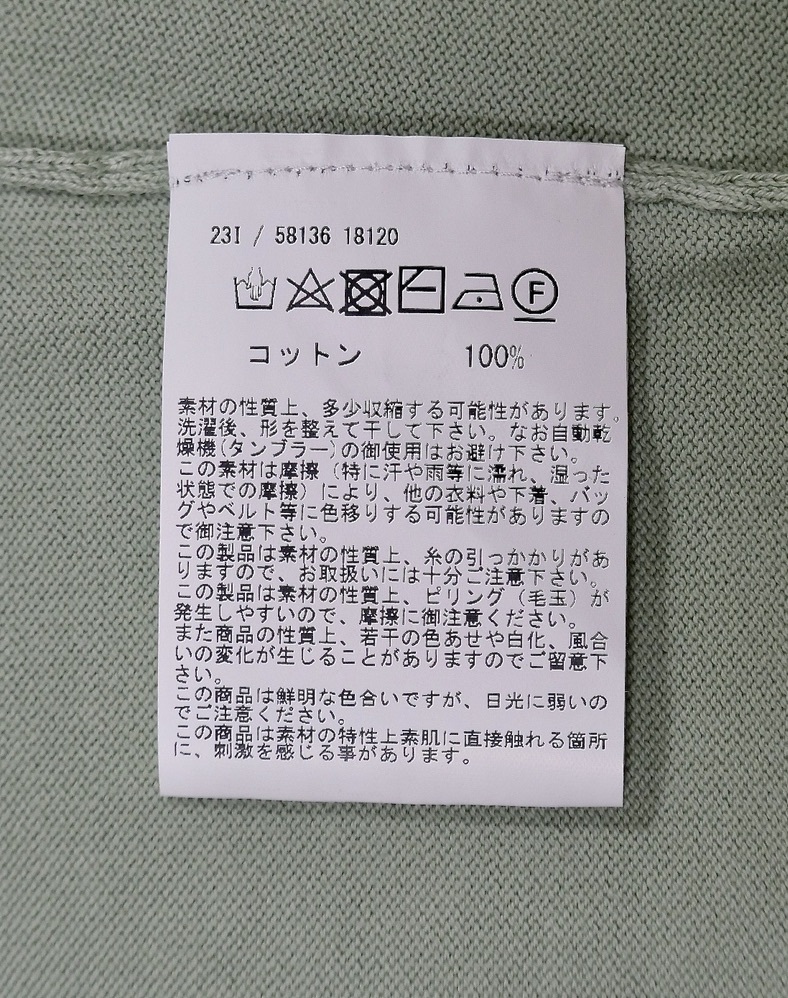 23I / 58136 18120
F
コットン 100%
素材の性質上、多少収縮する可能性があります。
洗濯後、形を整えて干して下さい。なお自動乾
燥機(タンブラー)の御使用はお避け下さい。
この素材は摩擦（特に汗や雨等に濡れ、湿った
状態での摩擦）により、他の衣料や下着、バッ
グやベルト等に色移りする可能性がありますの
で御注意下さい。
この製品は素材の性質上、糸の引っかかりがあ
りますので、お取扱いには十分ご注意下さい。
この製品は素材の性質上、ピリング（毛玉）が
発生しやすいので、摩擦に御注意ください。
また商品の性質上、若干の色あせや白化、風合
いの変化が生じることがありますのでご留意下
さい。
この商品は鮮明な色合いですが、日光に弱いの
でご注意ください。
この商品は素材の特性上素肌に直接触れる箇所
に、刺激を感じる事があります。